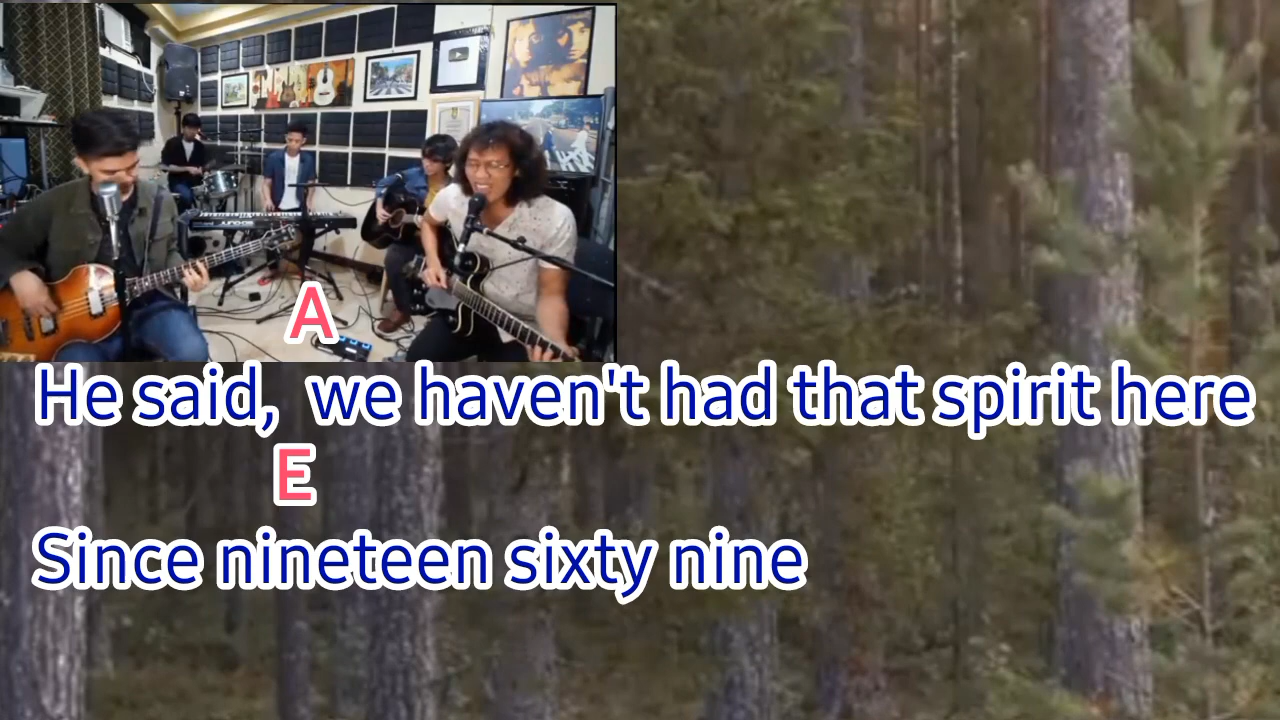 A
He said, we haven't had that spirit here
E
Since nineteen sixty nine